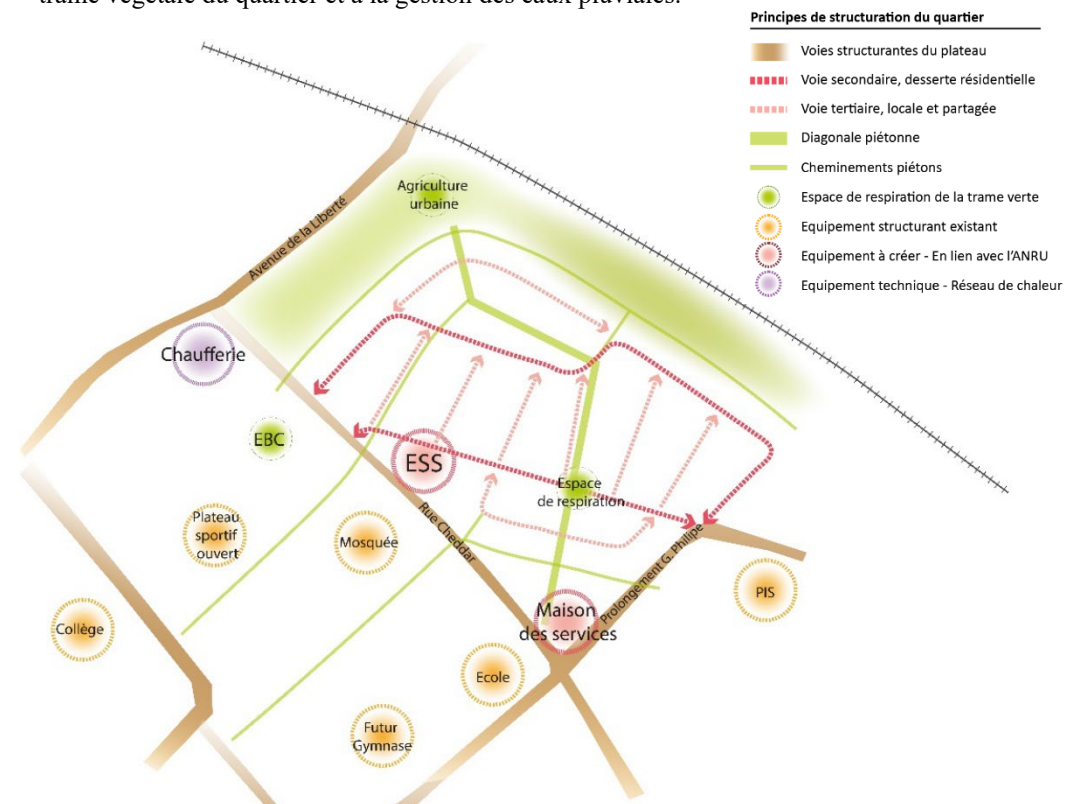 trame végétale du quartier et à la gestion des eaux pluviales.
Principes de structuration du quartier
Voies structurantes du plateau
Voie secondaire, desserte résidentielle
Voie tertiaire, locale et partagée
Diagonale piétonne
Cheminements piétons
Espace de respiration de la trame verte
Equipement structurant existant
Equipement à créer - En lien avec l'ANRU
Equipement technique - Réseau de chaleur
Agriculture
urbaine
Avenue de la Liberté
Chaufferie
EBC
ESS
Espace
de respiration
Plateau
sportif
ouvert
Mosquée
Rue Cheddar
Prolongement G. Philipe
PIS
Collège
Maison
des services
Ecole
Futur
Gymnase